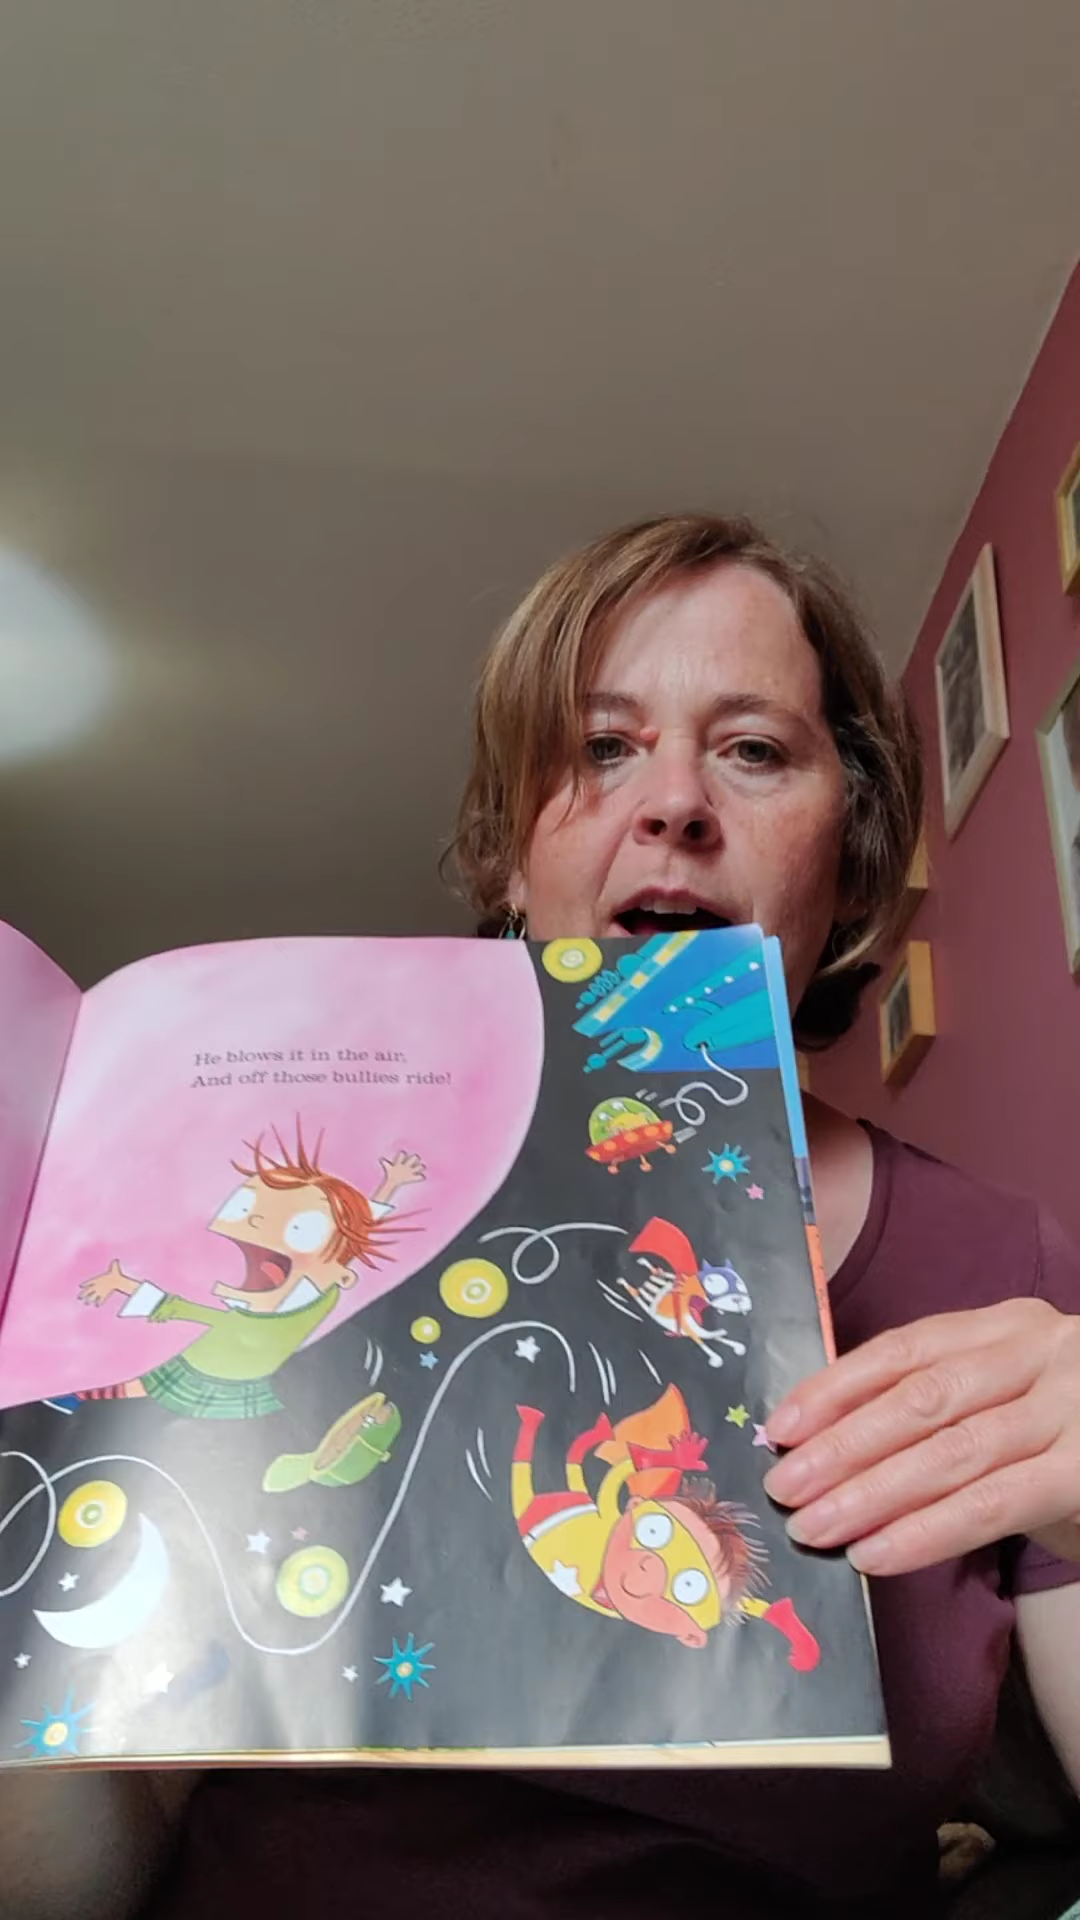 He blows it in the air,
And off those bullies ride!